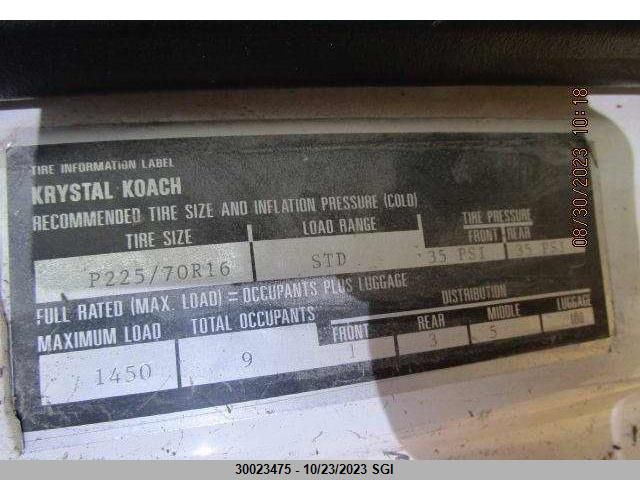 TIRE INFORMATION LABEL
KRYSTAL KOACH
RECOMMENDED TIRE SIZE AND INFLATION PRESSURE (COLD)
TIRE SIZE LOAD RANGE TIRE PRESSURE
FRONT REAR
P225/70R16 STD 35 PSI 35 PSI
FULL RATED (MAX. LOAD) = OCCUPANTS PLUS LUGGAGE
MAXIMUM LOAD TOTAL OCCUPANTS DISTRIBUTION
FRONT REAR MIDDLE LUGGAGE
1450 9 1 3 5
08/30/2023 10:18
30023475 - 10/23/2023 SGI